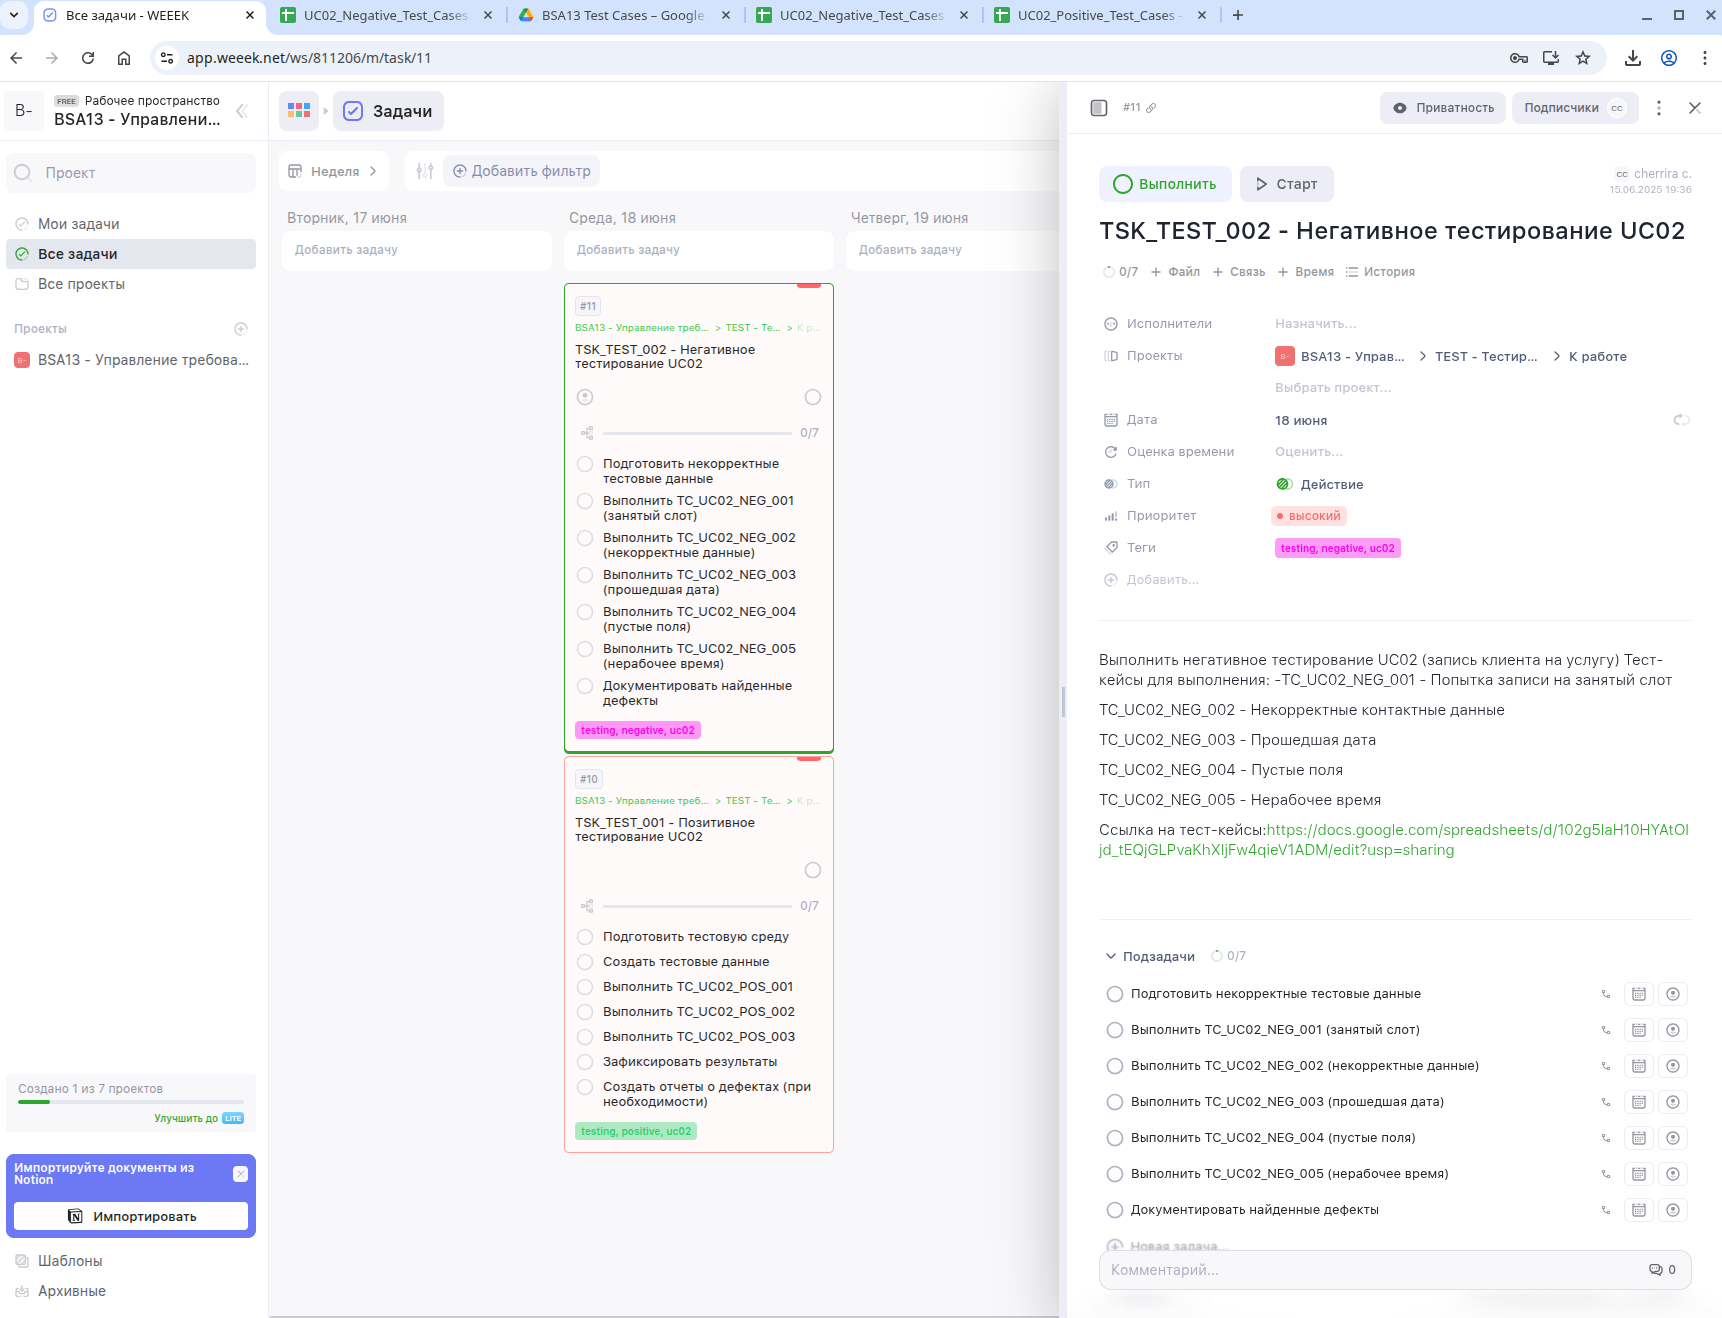 Все задачи - WEEEK
UC02_Negative_Test_Cases
BSA13 Test Cases – Google
UC02_Negative_Test_Cases
UC02_Positive_Test_Cases -
app.weeek.net/ws/811206/m/task/11
B-
FREE Рабочее пространство
BSA13 - Управлени...
Проект
Мои задачи
Все задачи
Все проекты
Проекты
BSA13 - Управление требова...
Создано 1 из 7 проектов
Улучшить до LITE
Импортируйте документы из
Notion
Импортировать
Шаблоны
Архивные
Задачи
Неделя
Добавить фильтр
Вторник, 17 июня
Среда, 18 июня
Четверг, 19 июня
Добавить задачу
Добавить задачу
Добавить задачу
#11
BSA13 - Управление треб... > TEST - Те... > К р...
TSK_TEST_002 - Негативное
тестирование UC02
0/7
Подготовить некорректные
тестовые данные
Выполнить TC_UC02_NEG_001
(занятый слот)
Выполнить TC_UC02_NEG_002
(некорректные данные)
Выполнить TC_UC02_NEG_003
(прошедшая дата)
Выполнить TC_UC02_NEG_004
(пустые поля)
Выполнить TC_UC02_NEG_005
(нерабочее время)
Документировать найденные
дефекты
testing, negative, uc02
#10
BSA13 - Управление треб... > TEST - Те... > К р...
TSK_TEST_001 - Позитивное
тестирование UC02
0/7
Подготовить тестовую среду
Создать тестовые данные
Выполнить TC_UC02_POS_001
Выполнить TC_UC02_POS_002
Выполнить TC_UC02_POS_003
Зафиксировать результаты
Создать отчеты о дефектах (при
необходимости)
testing, positive, uc02
#11
Приватность
Подписчики CC
Выполнить
Старт
CC cherrira c.
15.06.2025 19:36
TSK_TEST_002 - Негативное тестирование UC02
0/7 + Файл + Связь + Время История
Исполнители Назначить...
Проекты B- BSA13 - Управ... > TEST - Тестир... > К работе
Выбрать проект...
Дата 18 июня
Оценка времени Оценить...
Тип Действие
Приоритет высокий
Теги testing, negative, uc02
Добавить...
Выполнить негативное тестирование UC02 (запись клиента на услугу) Тест-
кейсы для выполнения: -TC_UC02_NEG_001 - Попытка записи на занятый слот
TC_UC02_NEG_002 - Некорректные контактные данные
TC_UC02_NEG_003 - Прошедшая дата
TC_UC02_NEG_004 - Пустые поля
TC_UC02_NEG_005 - Нерабочее время
Ссылка на тест-кейсы:https://docs.google.com/spreadsheets/d/102g5laH10HYAtOl
jd_tEQjGLPvaKhXljFw4qieV1ADM/edit?usp=sharing
Подзадачи 0/7
Подготовить некорректные тестовые данные
Выполнить TC_UC02_NEG_001 (занятый слот)
Выполнить TC_UC02_NEG_002 (некорректные данные)
Выполнить TC_UC02_NEG_003 (прошедшая дата)
Выполнить TC_UC02_NEG_004 (пустые поля)
Выполнить TC_UC02_NEG_005 (нерабочее время)
Документировать найденные дефекты
Новая задача...
Комментарий... 0